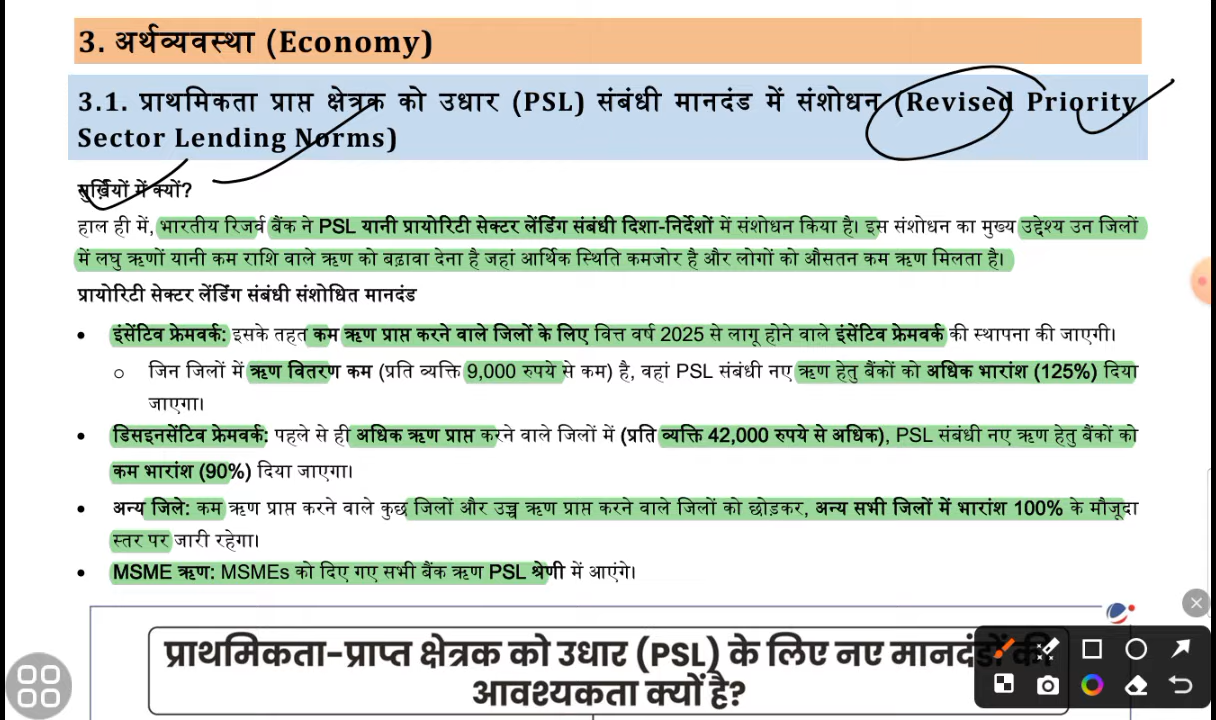 3. अर्थव्यवस्था (Economy)
3.1. प्राथमिकता प्राप्त क्षेत्रक को उधार (PSL) संबंधी मानदंड में संशोधन (Revised Priority
Sector Lending Norms)
सुर्ख़ियों में क्यों?
हाल ही में, भारतीय रिजर्व बैंक ने PSL यानी प्रायोरिटी सेक्टर लेंडिंग संबंधी दिशा-निर्देशों में संशोधन किया है। इस संशोधन का मुख्य उद्देश्य उन जिलों
में लघु ऋणों यानी कम राशि वाले ऋण को बढ़ावा देना है जहां आर्थिक स्थिति कमजोर है और लोगों को औसतन कम ऋण मिलता है।
प्रायोरिटी सेक्टर लेंडिंग संबंधी संशोधित मानदंड
• इंसेंटिव फ्रेमवर्क: इसके तहत कम ऋण प्राप्त करने वाले जिलों के लिए वित्त वर्ष 2025 से लागू होने वाले इंसेंटिव फ्रेमवर्क की स्थापना की जाएगी।
o जिन जिलों में ऋण वितरण कम (प्रति व्यक्ति 9,000 रुपये से कम) है, वहां PSL संबंधी नए ऋण हेतु बैंकों को अधिक भारांश (125%) दिया
जाएगा।
• डिसइनसेंटिव फ्रेमवर्क: पहले से ही अधिक ऋण प्राप्त करने वाले जिलों में (प्रति व्यक्ति 42,000 रुपये से अधिक), PSL संबंधी नए ऋण हेतु बैंकों को
कम भारांश (90%) दिया जाएगा।
• अन्य जिले: कम ऋण प्राप्त करने वाले कुछ जिलों और उच्च ऋण प्राप्त करने वाले जिलों को छोड़कर, अन्य सभी जिलों में भारांश 100% के मौजूदा
स्तर पर जारी रहेगा।
• MSME ऋण: MSMEs को दिए गए सभी बैंक ऋण PSL श्रेणी में आएंगे।
प्राथमिकता-प्राप्त क्षेत्रक को उधार (PSL) के लिए नए मानदंडों की
आवश्यकता क्यों है?